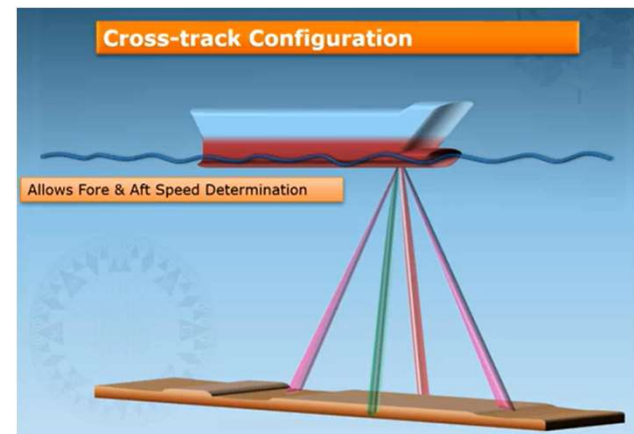 Cross-track Configuration
Allows Fore & Aft Speed Determination